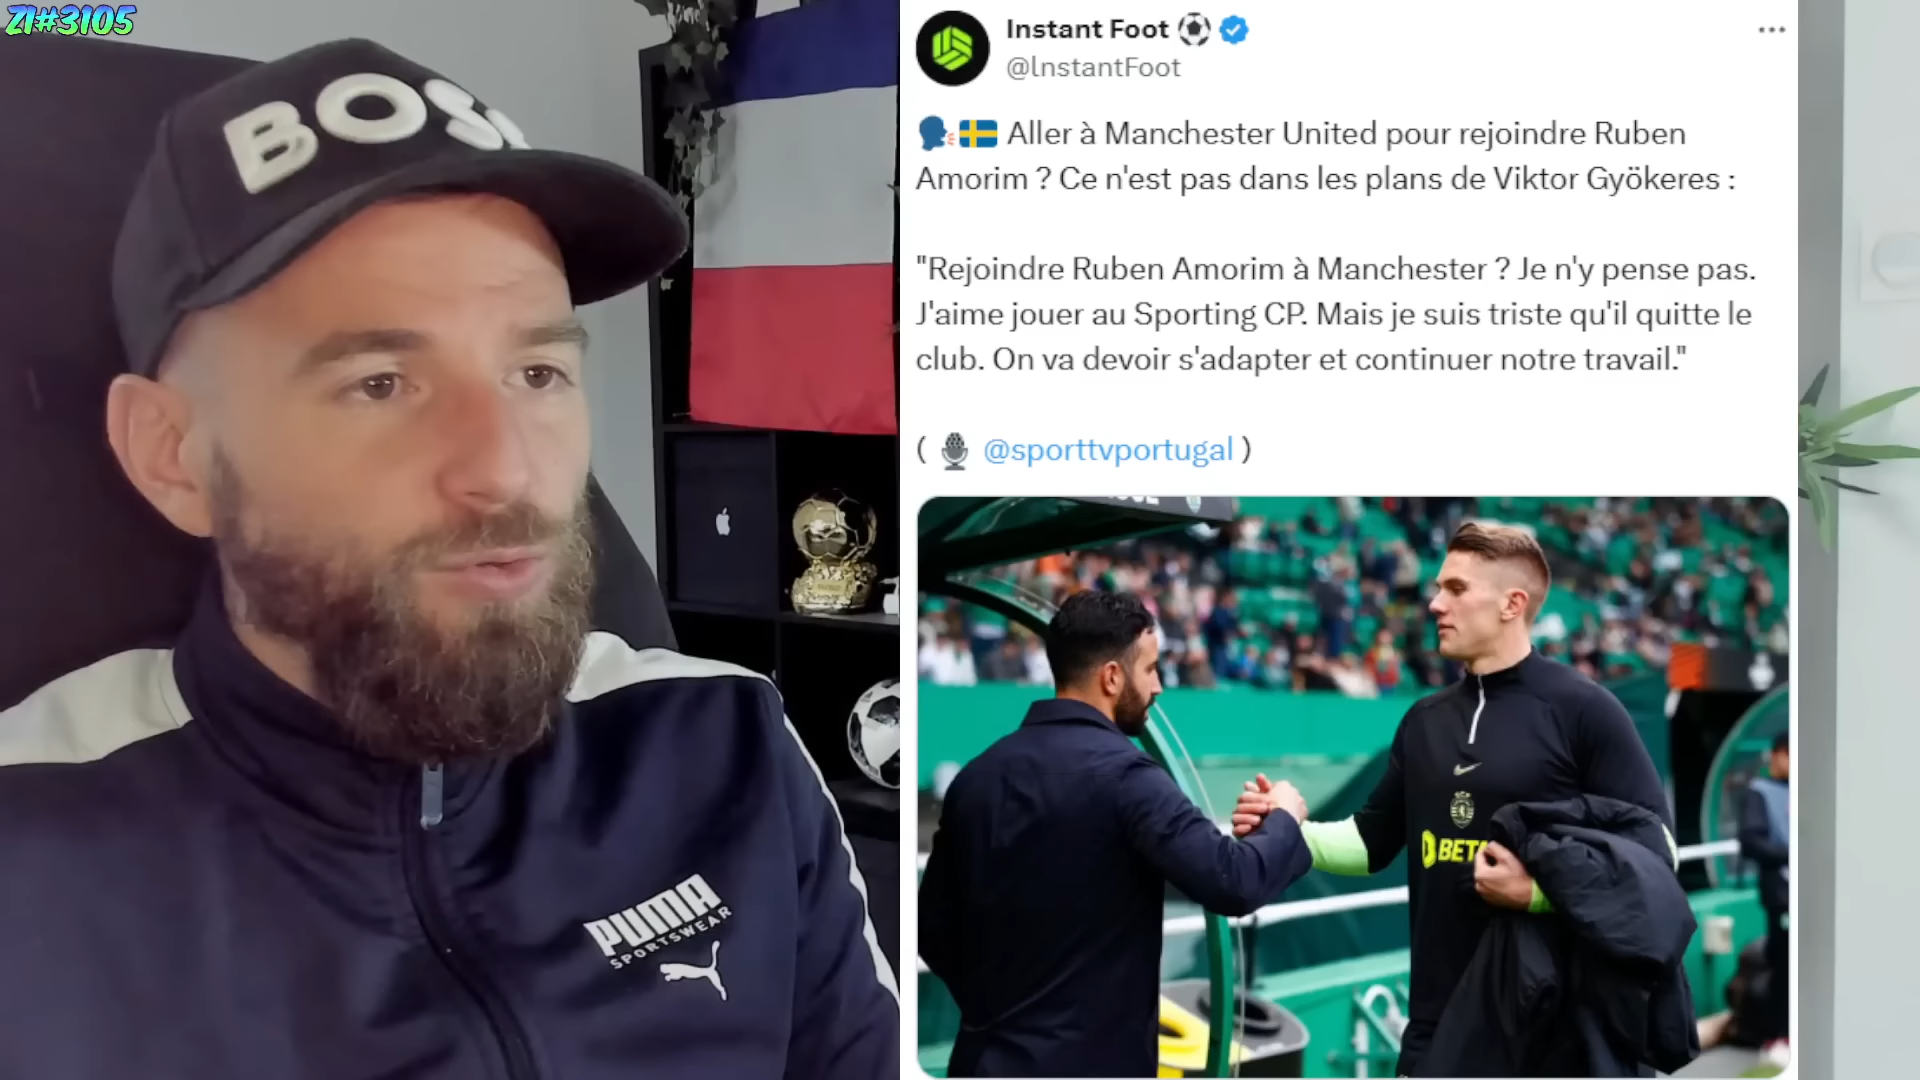 ZI#3105
BOSS
PUMA
SPORTSWEAR
Instant Foot
@lnstantFoot
Aller à Manchester United pour rejoindre Ruben
Amorim ? Ce n'est pas dans les plans de Viktor Gyökeres :
"Rejoindre Ruben Amorim à Manchester ? Je n'y pense pas.
J'aime jouer au Sporting CP. Mais je suis triste qu'il quitte le
club. On va devoir s'adapter et continuer notre travail."
( @sporttvportugal )